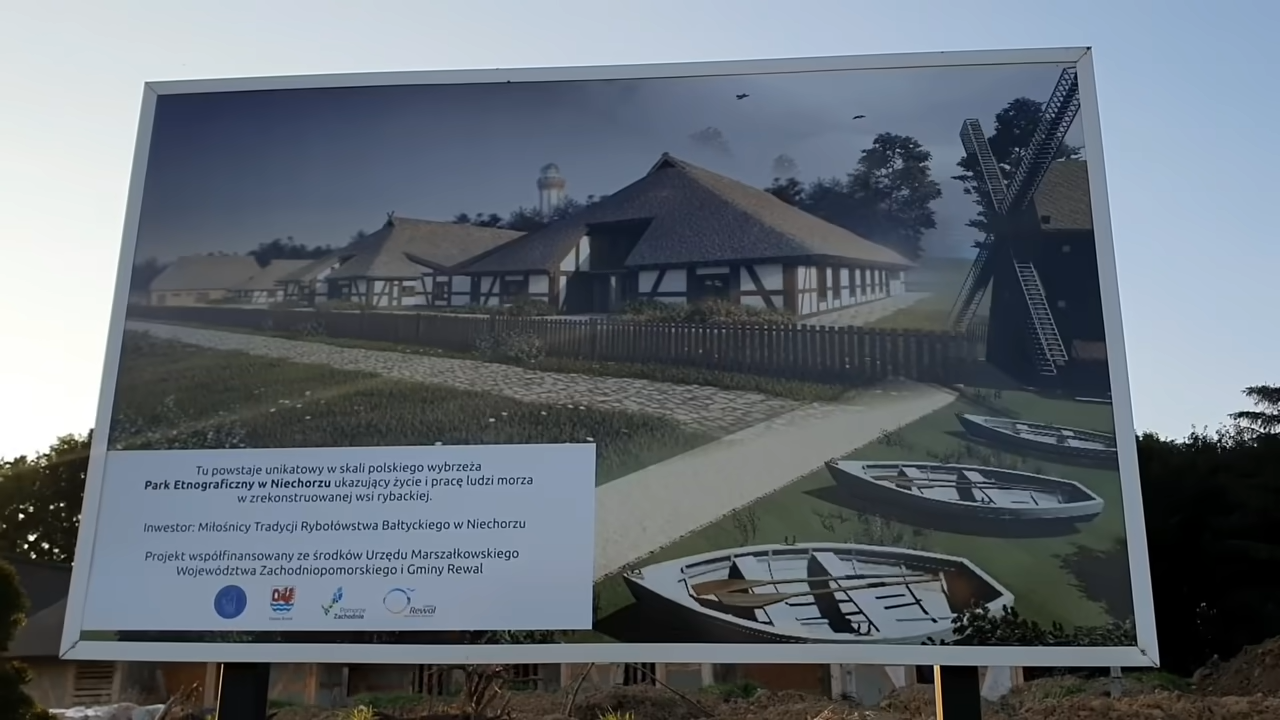 Tu powstaje unikatowy w skali polskiego wybrzeża
Park Etnograficzny w Niechorzu ukazujący życie i pracę ludzi morza
w zrekonstruowanej wsi rybackiej.
Inwestor: Miłośnicy Tradycji Rybołówstwa Bałtyckiego w Niechorzu
Projekt współfinansowany ze środków Urzędu Marszałkowskiego
Województwa Zachodniopomorskiego i Gminy Rewal
Pomorze
Zachodnie
Rewal